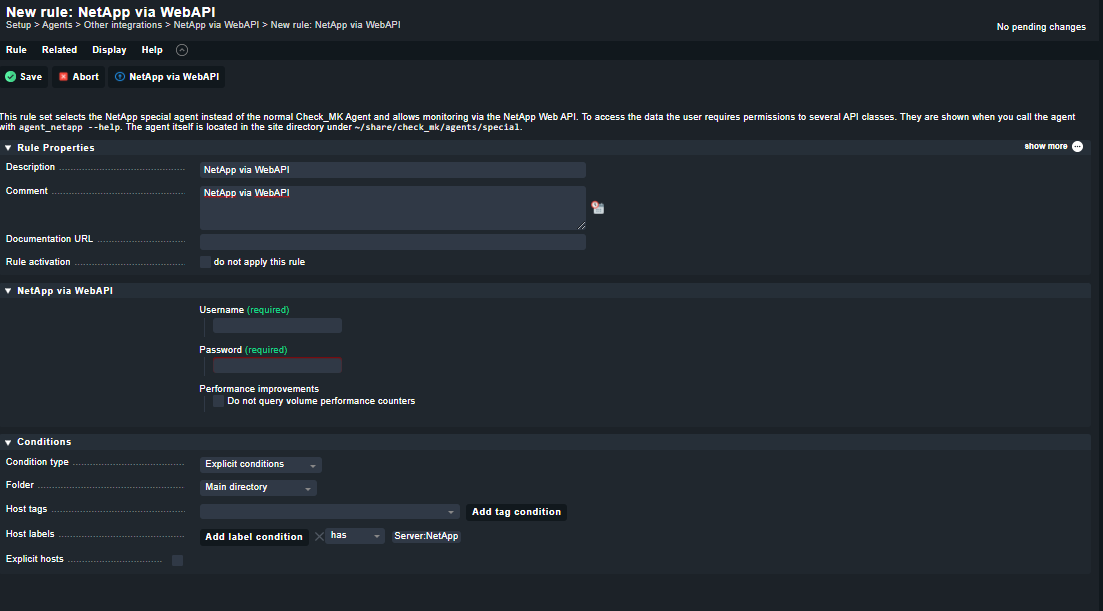 New rule: NetApp via WebAPI
Setup > Agents > Other integrations > NetApp via WebAPI > New rule: NetApp via WebAPI
No pending changes
Rule Related Display Help
Save Abort NetApp via WebAPI
This rule set selects the NetApp special agent instead of the normal Check_MK Agent and allows monitoring via the NetApp Web API. To access the data the user requires permissions to several API classes. They are shown when you call the agent
with agent_netapp --help. The agent itself is located in the site directory under ~/share/check_mk/agents/special.
Rule Properties
show more
Description NetApp via WebAPI
Comment NetApp via WebAPI
Documentation URL
Rule activation do not apply this rule
NetApp via WebAPI
Username (required)
Password (required)
Performance improvements
Do not query volume performance counters
Conditions
Condition type Explicit conditions
Folder Main directory
Host tags Add tag condition
Host labels Add label condition has Server:NetApp
Explicit hosts